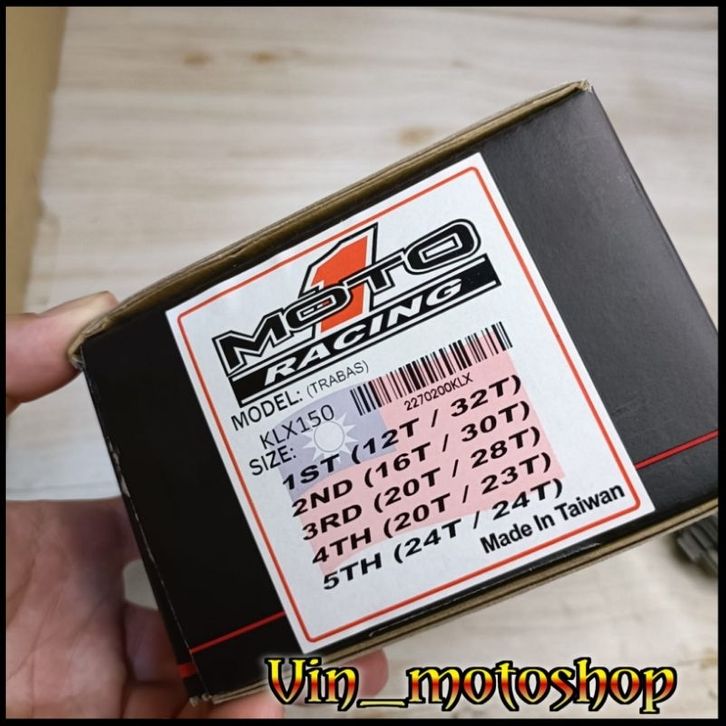 1
MOTO
RACING
MODEL: (TRABAS)
KLX150
2270200KLX
SIZE:
1ST (12T / 32T)
2ND (16T / 30T)
3RD (20T / 28T)
4TH (20T / 23T)
5TH (24T / 24T)
Made In Taiwan
Vin_motoshop